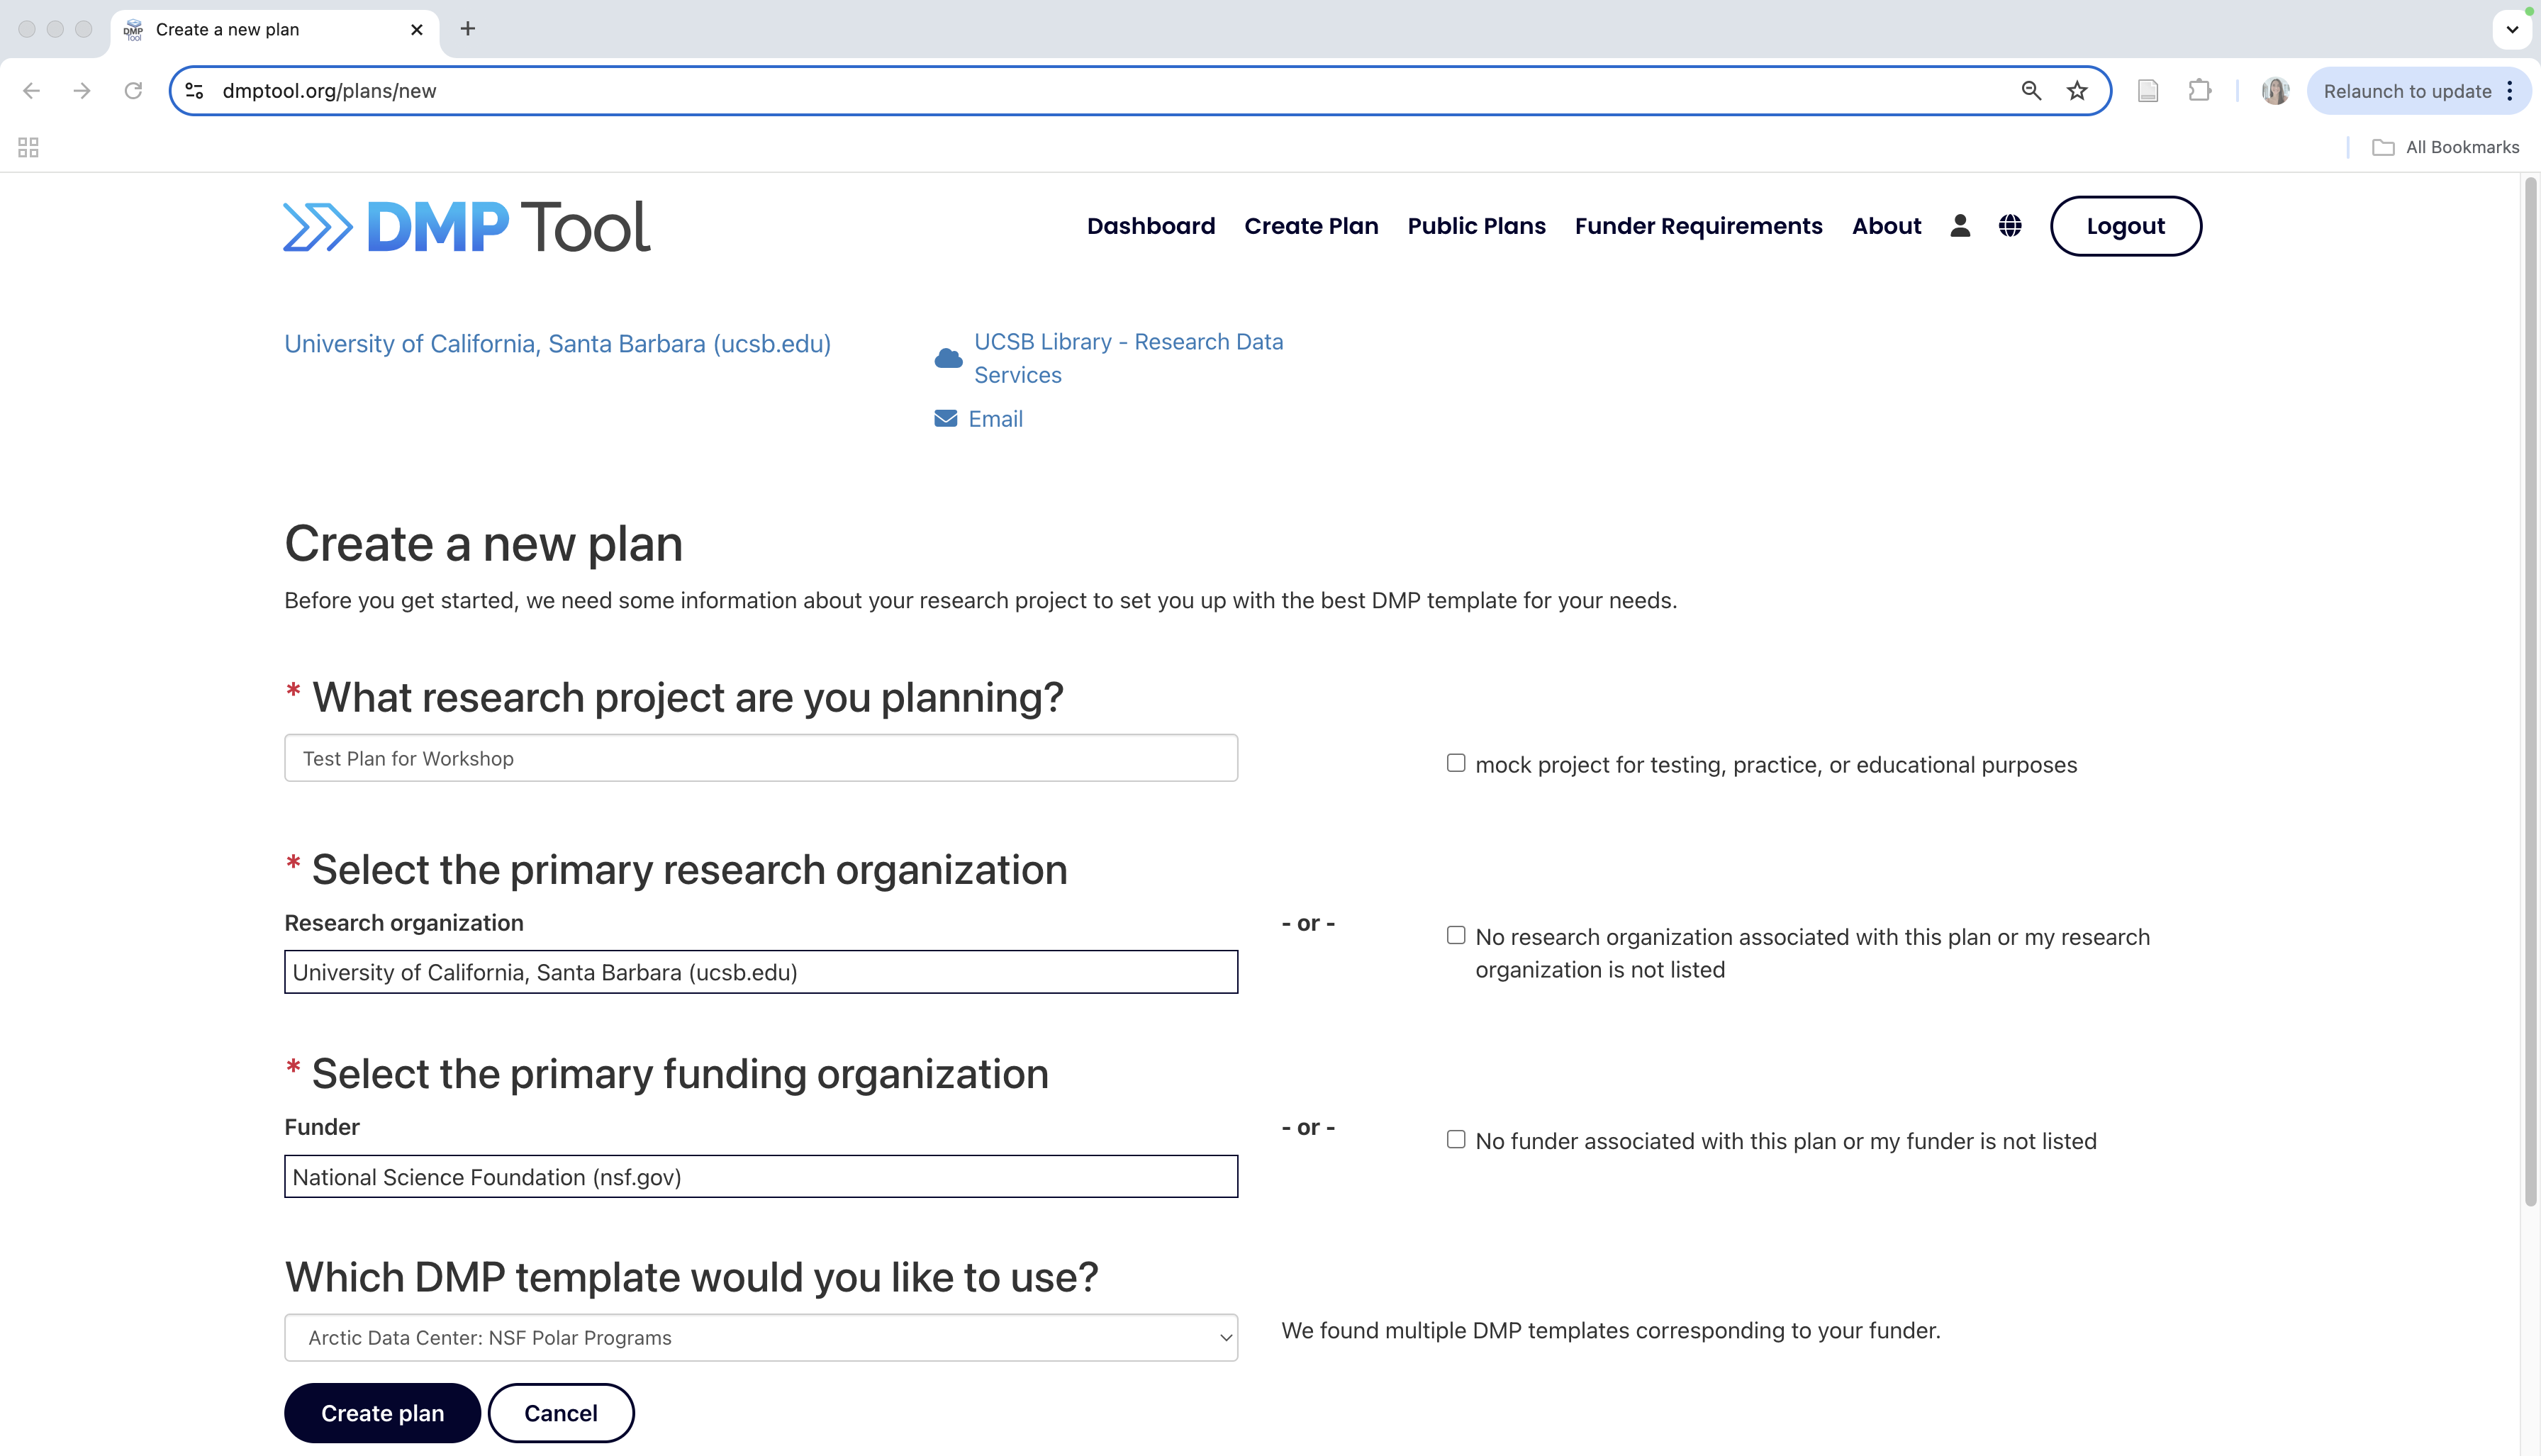 Create a new plan
dmptool.org/plans/new
Relaunch to update
All Bookmarks
DMP Tool
Dashboard
Create Plan
Public Plans
Funder Requirements
About
Logout
University of California, Santa Barbara (ucsb.edu)
UCSB Library - Research Data
Services
Email
Create a new plan
Before you get started, we need some information about your research project to set you up with the best DMP template for your needs.
* What research project are you planning?
Test Plan for Workshop
mock project for testing, practice, or educational purposes
* Select the primary research organization
Research organization
- or -
No research organization associated with this plan or my research
organization is not listed
University of California, Santa Barbara (ucsb.edu)
* Select the primary funding organization
Funder
- or -
No funder associated with this plan or my funder is not listed
National Science Foundation (nsf.gov)
Which DMP template would you like to use?
Arctic Data Center: NSF Polar Programs
We found multiple DMP templates corresponding to your funder.
Create plan
Cancel